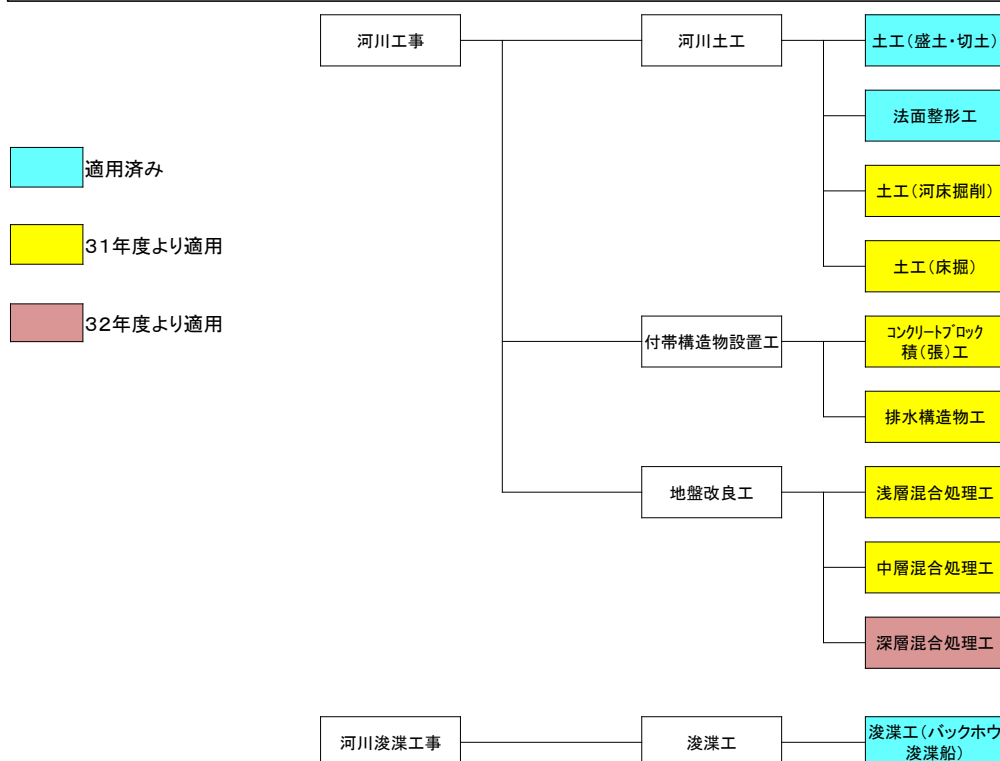 河川工事
河川土工
土工(盛土・切土)
法面整形工
適用済み
土工(河床掘削)
31年度より適用
土工(床掘)
32年度より適用
付帯構造物設置工
コンクリートブロック
積(張)工
排水構造物工
地盤改良工
浅層混合処理工
中層混合処理工
深層混合処理工
河川浚渫工事
浚渫工
浚渫工(バックホウ
浚渫船)